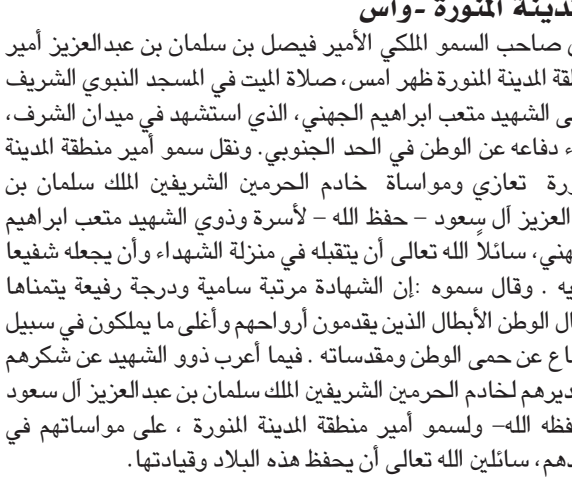 المدينة المنورة -واس
صاحب السمو الملكي الأمير فيصل بن سلمان بن عبدالعزيز أمير
المدينة المنورة ظهر امس، صلاة الميت في المسجد النبوي الشريف
الشهيد متعب ابراهيم الجهني، الذي استشهد في ميدان الشرف،
دفاعه عن الوطن في الحد الجنوبي. ونقل سمو أمير منطقة المدينة
تعازي ومواساة خادم الحرمين الشريفين الملك سلمان بن
العزيز آل سعود – حفظ الله – لأسرة وذوي الشهيد متعب ابراهيم
سائلاً الله تعالى أن يتقبله في منزلة الشهداء وأن يجعله شفيعا
. وقال سموه :إن الشهادة مرتبة سامية ودرجة رفيعة يتمناها
الوطن الأبطال الذين يقدمون أرواحهم وأغلى ما يملكون في سبيل
عن حمى الوطن ومقدساته . فيما أعرب ذوو الشهيد عن شكرهم
لخادم الحرمين الشريفين الملك سلمان بن عبدالعزيز آل سعود
الله– ولسمو أمير منطقة المدينة المنورة ، على مواساتهم في
سائلين الله تعالى أن يحفظ هذه البلاد وقيادتها.